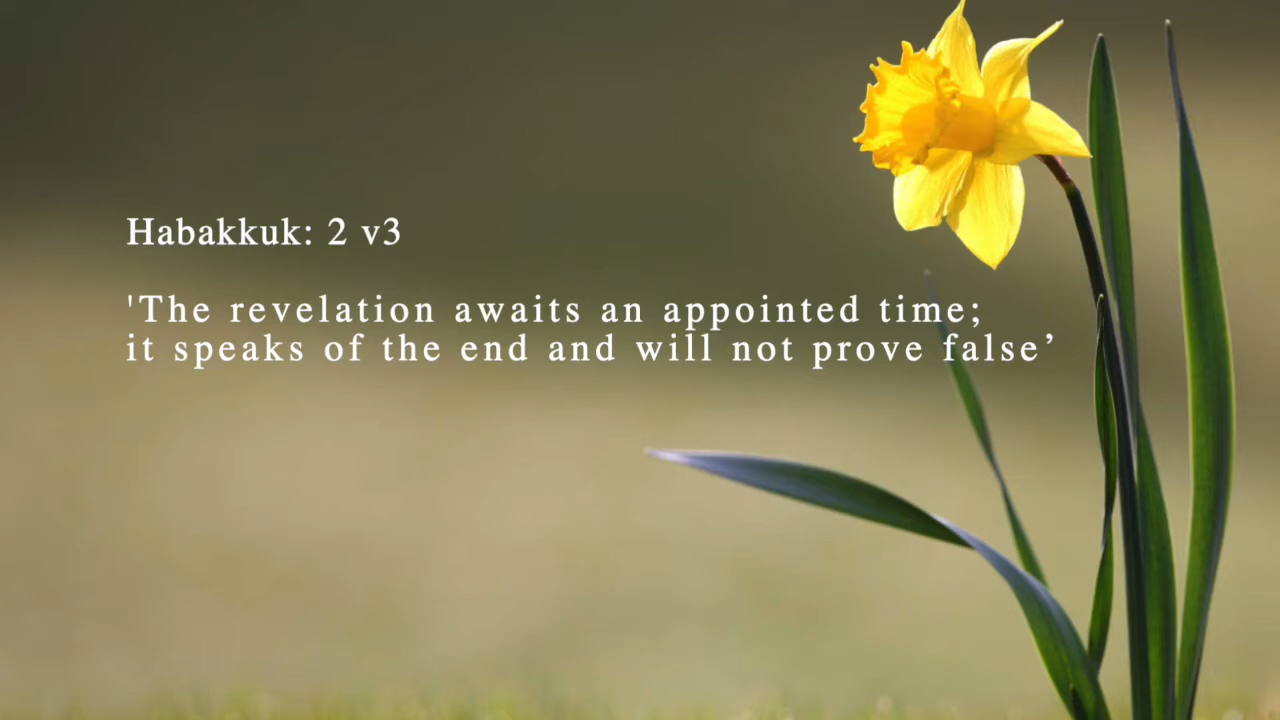 Habakkuk: 2 v3
'The revelation awaits an appointed time;
it speaks of the end and will not prove false’